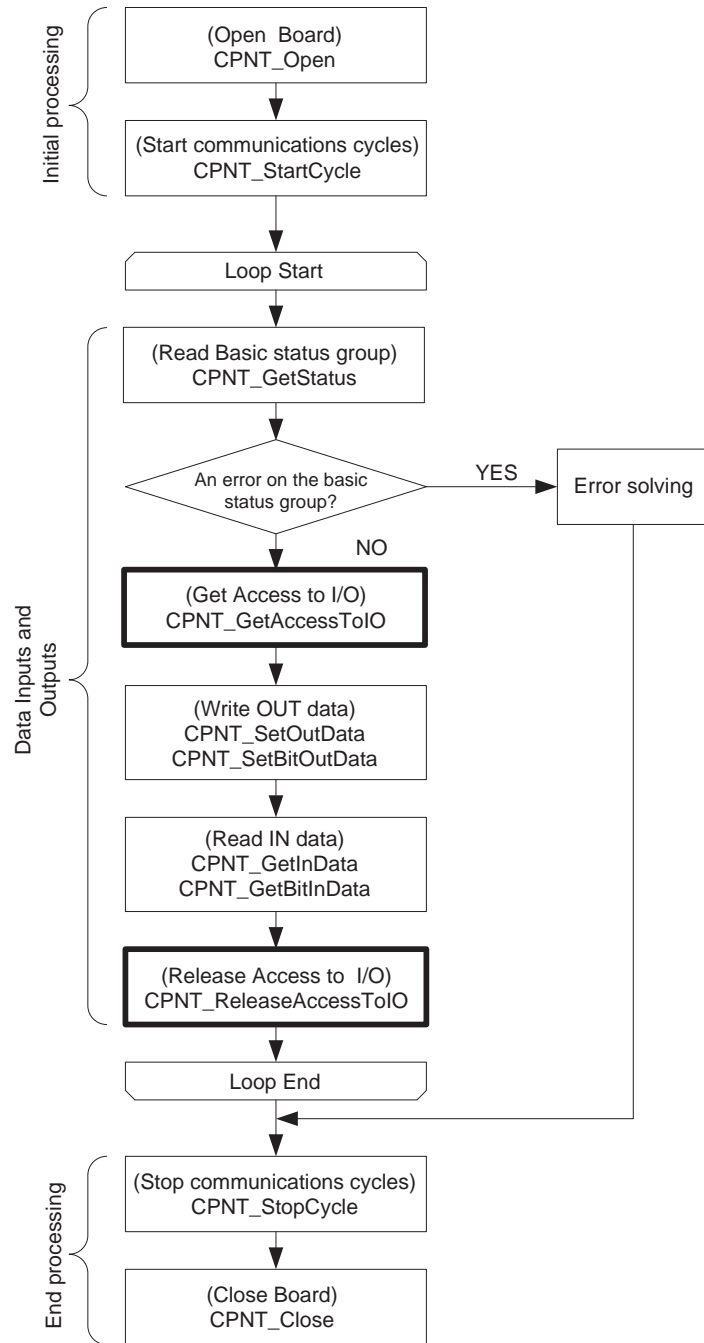 Initial processing
(Open Board)
CPNT_Open
(Start communications cycles)
CPNT_StartCycle
Loop Start
Data Inputs and
Outputs
(Read Basic status group)
CPNT_GetStatus
An error on the basic
status group?
YES
Error solving
NO
(Get Access to I/O)
CPNT_GetAccessToIO
(Write OUT data)
CPNT_SetOutData
CPNT_SetBitOutData
(Read IN data)
CPNT_GetInData
CPNT_GetBitInData
(Release Access to I/O)
CPNT_ReleaseAccessToIO
Loop End
End processing
(Stop communications cycles)
CPNT_StopCycle
(Close Board)
CPNT_Close